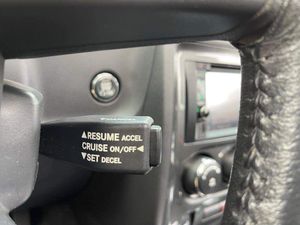 ▲RESUME ACCEL
CRUISE ON/OFF◄
▼SET DECEL